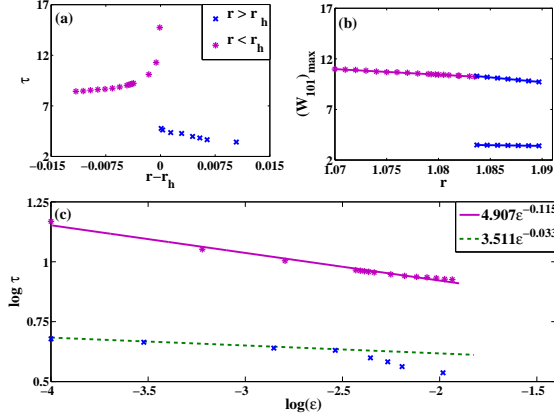 (a)
r > r_h
r < r_h
17
12
7
2
τ
−0.015
−0.0075
0
0.0075
0.015
r−r_h
(b)
17
12
7
2
(W_101)_max
1.07
1.075
1.08
1.085
1.09
r
(c)
4.907ε^−0.115
3.511ε^−0.033
1.25
1
0.75
0.5
log τ
−4
−3.5
−3
−2.5
−2
−1.5
log(ε)